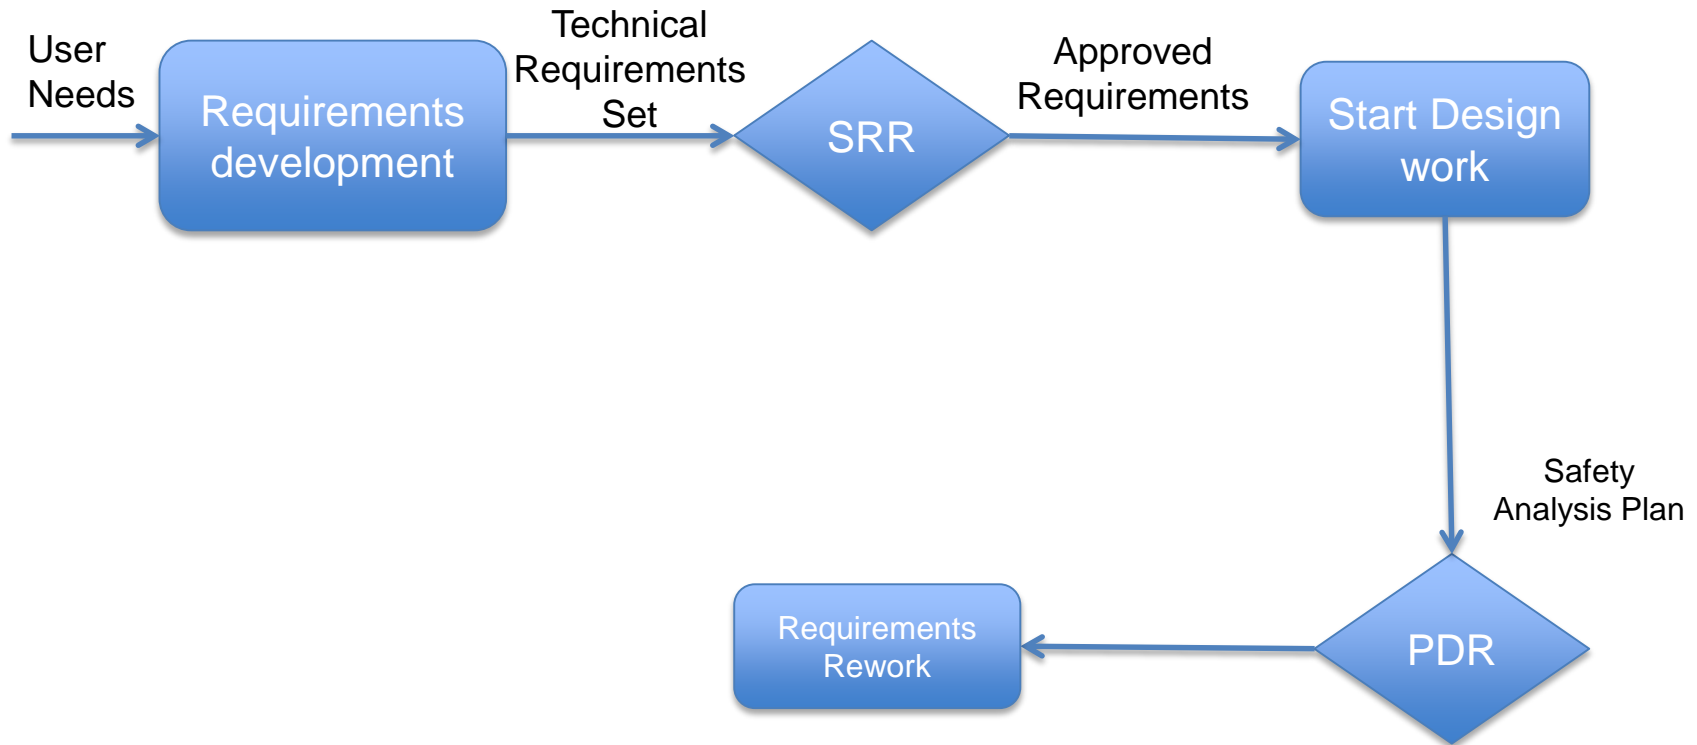 User
Needs
Requirements
development
Technical
Requirements
Set
SRR
Approved
Requirements
Start Design
work
Safety
Analysis Plan
PDR
Requirements
Rework